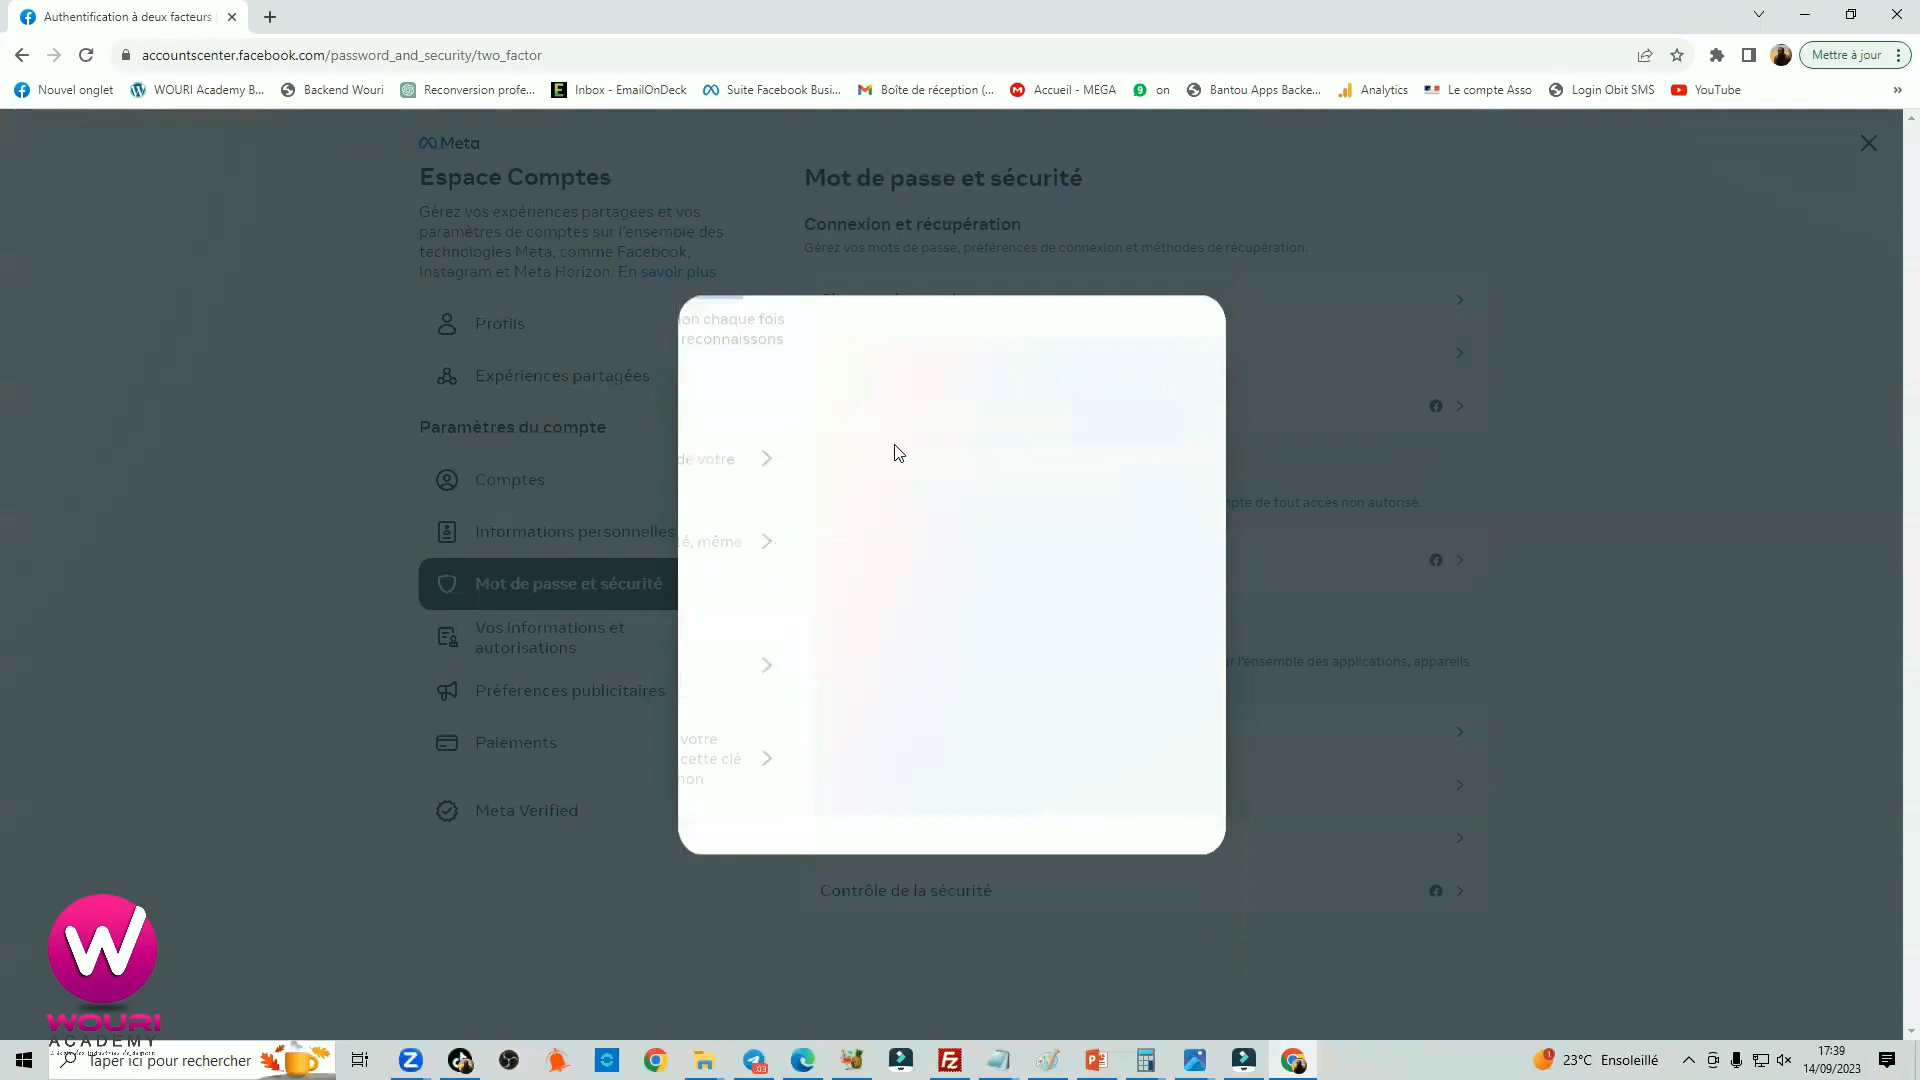 Authentification à deux facteurs
accountscenter.facebook.com/password_and_security/two_factor
Mettre à jour
Nouvel onglet
WOURI Academy B...
Backend Wouri
Reconversion profe...
Inbox - EmailOnDeck
Suite Facebook Busi...
Boîte de réception (...
Accueil - MEGA
on
Bantou Apps Backe...
Analytics
Le compte Asso
Login Obit SMS
YouTube
»
Meta
Espace Comptes
Gérez vos expériences partagées et vos
paramètres de comptes sur l'ensemble des
technologies Meta, comme Facebook,
Instagram et Meta Horizon. En savoir plus
Profils
Expériences partagées
Paramètres du compte
Comptes
Informations personnelles
Mot de passe et sécurité
Vos informations et
autorisations
Préférences publicitaires
Paiements
Meta Verified
Mot de passe et sécurité
Connexion et récupération
Gérez vos mots de passe, préférences de connexion et méthodes de récupération.
on chaque fois
reconnaissons
de votre
é, même
votre
cette clé
non
pte de tout accès non autorisé.
r l'ensemble des applications, appareils
Contrôle de la sécurité
W
WOURI
ACADEMY
Taper ici pour rechercher
23°C Ensoleillé
17:39
14/09/2023